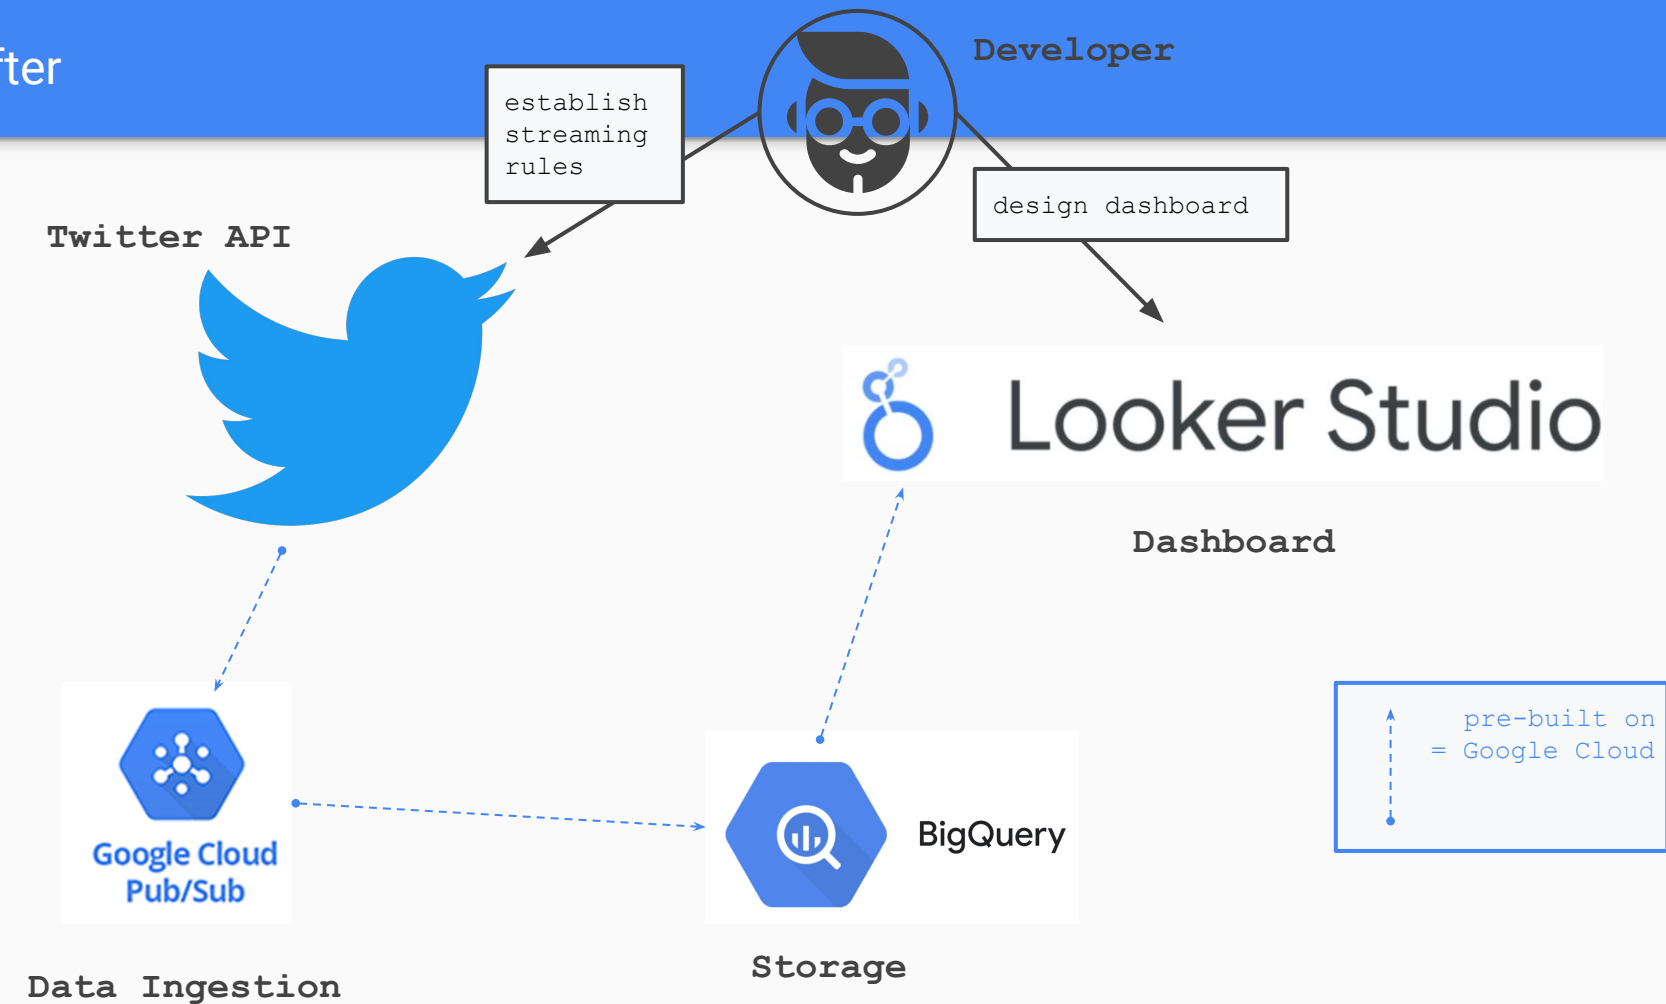 Developer
establish
streaming
rules
design dashboard
Twitter API
Looker Studio
Dashboard
pre-built on
= Google Cloud
Google Cloud
Pub/Sub
BigQuery
Storage
Data Ingestion